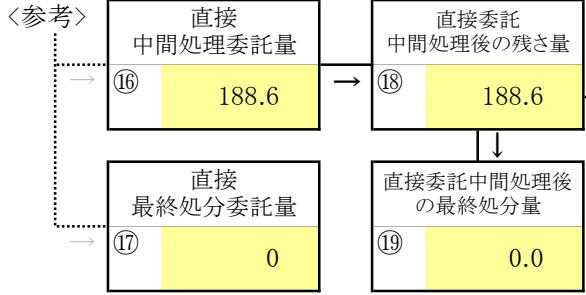 〈参考〉
直接
中間処理委託量
→
⑯
188.6
→
直接委託
中間処理後の残さ量
⑱
188.6
↓
直接
最終処分委託量
→
⑰
0
直接委託中間処理後
の最終処分量
⑲
0.0